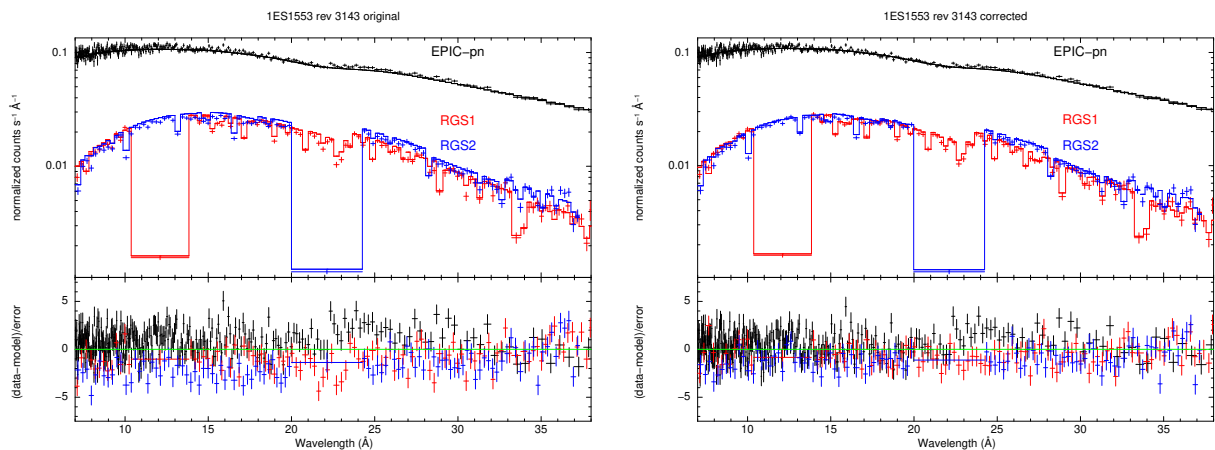 1ES1553 rev 3143 original
0.1
0.01
normalized counts s⁻¹ Å⁻¹
EPIC−pn
RGS1
RGS2
5
0
−5
(data−model)/error
10 15 20 25 30 35
Wavelength (Å)
1ES1553 rev 3143 corrected
0.1
0.01
normalized counts s⁻¹ Å⁻¹
EPIC−pn
RGS1
RGS2
5
0
−5
(data−model)/error
10 15 20 25 30 35
Wavelength (Å)